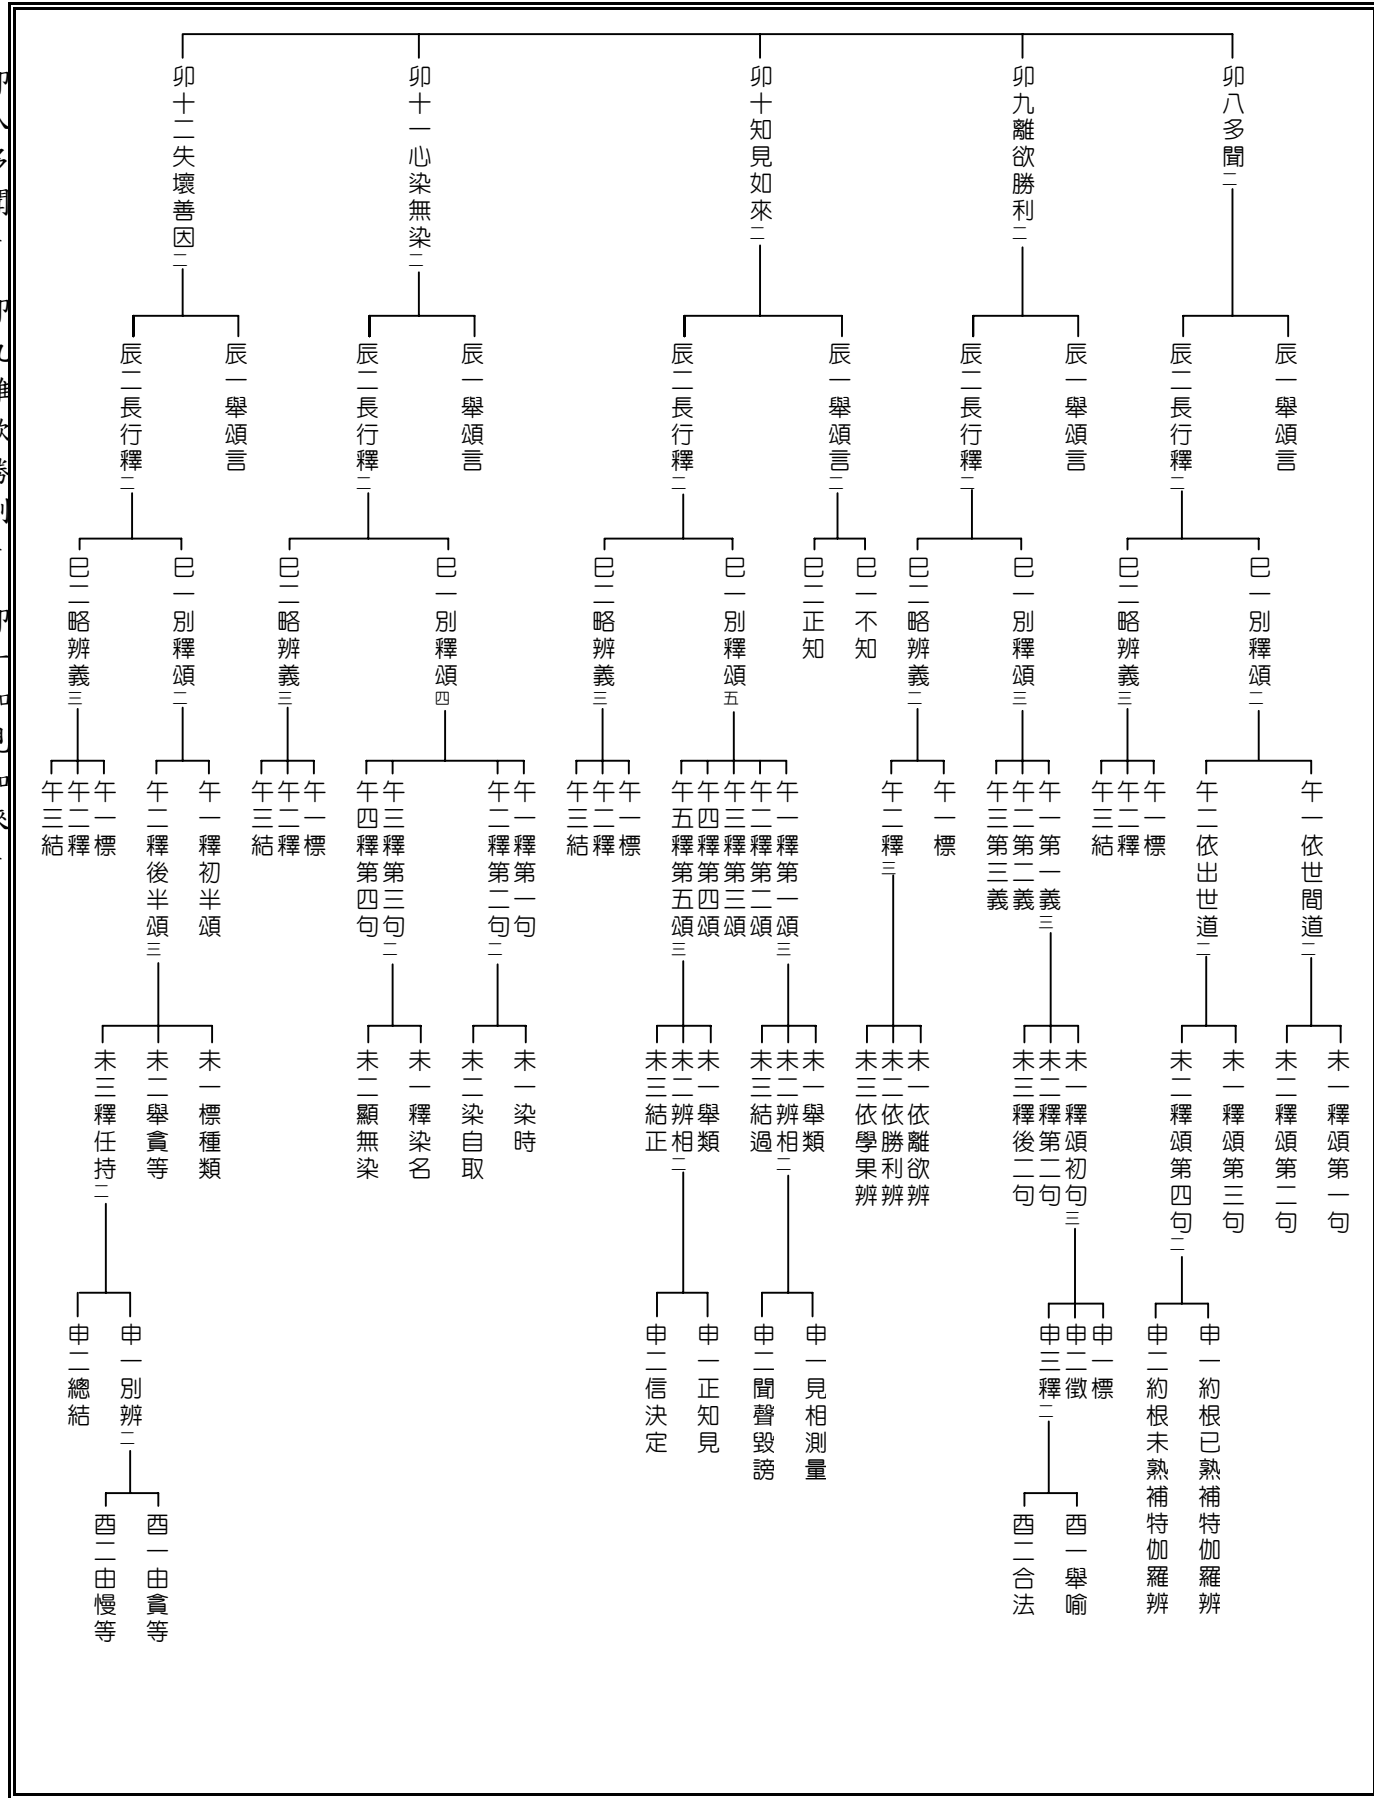 卯八多聞二
辰一舉頌言
辰二長行釋二
巳一別釋頌二
午一依世間道二
未一釋頌第一句
未二釋頌第二句
午二依出世道二
未一釋頌第三句
未二釋頌第四句二
申一約根已熟補特伽羅辨
申二約根未熟補特伽羅辨
巳二略辨義三
午一標
午二釋
午三結
卯九離欲勝利二
辰一舉頌言
辰二長行釋二
巳一別釋頌三
午一第一義三
未一釋頌初句三
申一標
申二徵
申三釋二
酉一舉喻
酉二合法
未二釋第二句
未三釋後二句
午二第二義
午三第三義
巳二略辨義二
午一標
午二釋三
未一依離欲辨
未二依勝利辨
未三依學果辨
卯十知見如來二
辰一舉頌言二
巳一不知
巳二正知
辰二長行釋二
巳一別釋頌五
午一釋第一頌三
未一舉類
未二辨相二
申一見相測量
申二聞聲毀謗
未三結過
午二釋第二頌
午三釋第三頌
午四釋第四頌
午五釋第五頌三
未一舉類
未二辨相二
申一正知見
申二信決定
未三結正
巳二略辨義三
午一標
午二釋
午三結
卯十一心染無染二
辰一舉頌言
辰二長行釋二
巳一別釋頌四
午一釋第一句
午二釋第二句二
未一染時
未二染自取
午三釋第三句二
未一釋染名
未二顯無染
午四釋第四句
巳二略辨義三
午一標
午二釋
午三結
卯十二失壞善因二
辰一舉頌言
辰二長行釋二
巳一別釋頌二
午一釋初半頌
午二釋後半頌三
未一標種類
未二舉貪等
未三釋任持二
申一別辨二
酉一由貪等
酉二由慢等
申二總結
巳二略辨義三
午一標
午二釋
午三結